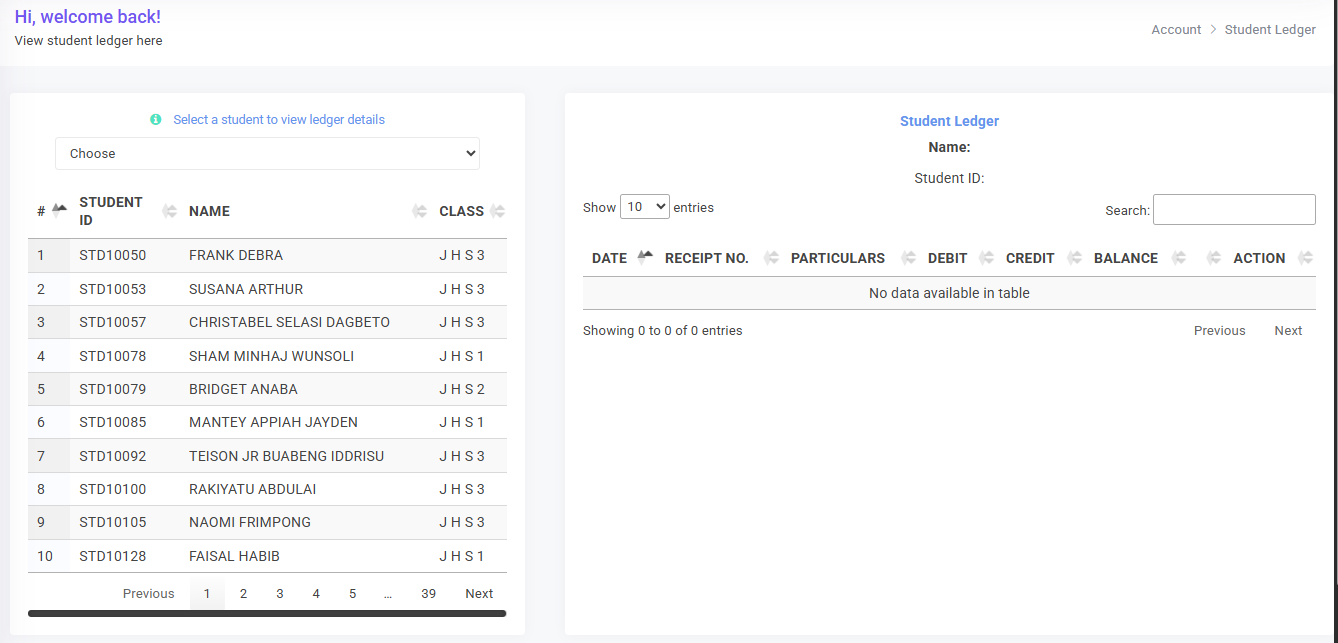 Hi, welcome back!
View student ledger here
Account > Student Ledger
Select a student to view ledger details
Choose
# STUDENT ID NAME CLASS
1 STD10050 FRANK DEBRA J H S 3
2 STD10053 SUSANA ARTHUR J H S 3
3 STD10057 CHRISTABEL SELASI DAGBETO J H S 3
4 STD10078 SHAM MINHAJ WUNSOLI J H S 1
5 STD10079 BRIDGET ANABA J H S 2
6 STD10085 MANTEY APPIAH JAYDEN J H S 1
7 STD10092 TEISON JR BUABENG IDDRISU J H S 3
8 STD10100 RAKIYATU ABDULAI J H S 3
9 STD10105 NAOMI FRIMPONG J H S 3
10 STD10128 FAISAL HABIB J H S 1
Previous 1 2 3 4 5 … 39 Next
Student Ledger
Name:
Student ID:
Show 10 entries
Search:
DATE RECEIPT NO. PARTICULARS DEBIT CREDIT BALANCE ACTION
No data available in table
Showing 0 to 0 of 0 entries
Previous Next